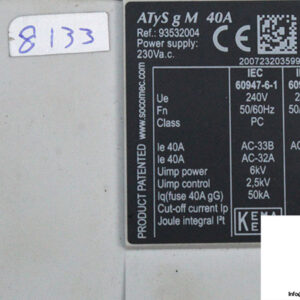 8133
ATyS g M 40A
Ref.: 93532004
Power supply:
230Va.c.
CE
200723203599
IEC
60947-6-1
Ue 240V
Fn 50/60Hz
Class PC
Ie 40A AC-33B
Ie 40A AC-32A
Uimp power 6kV
Uimp control 2,5kV
Iq(fuse 40A gG) 50kA
Cut-off current Ip
Joule integral I²t
PRODUCT PATENTED www.socomec.com